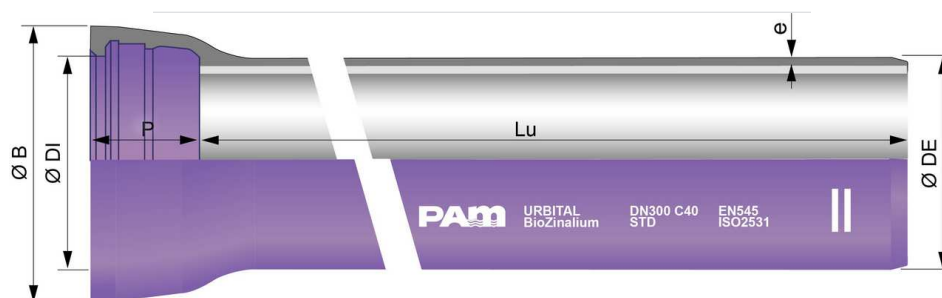 e
P
Lu
Ø B
Ø DI
Ø DE
PAM
URBITAL
BioZinalium
DN300 C40
STD
EN545
ISO2531